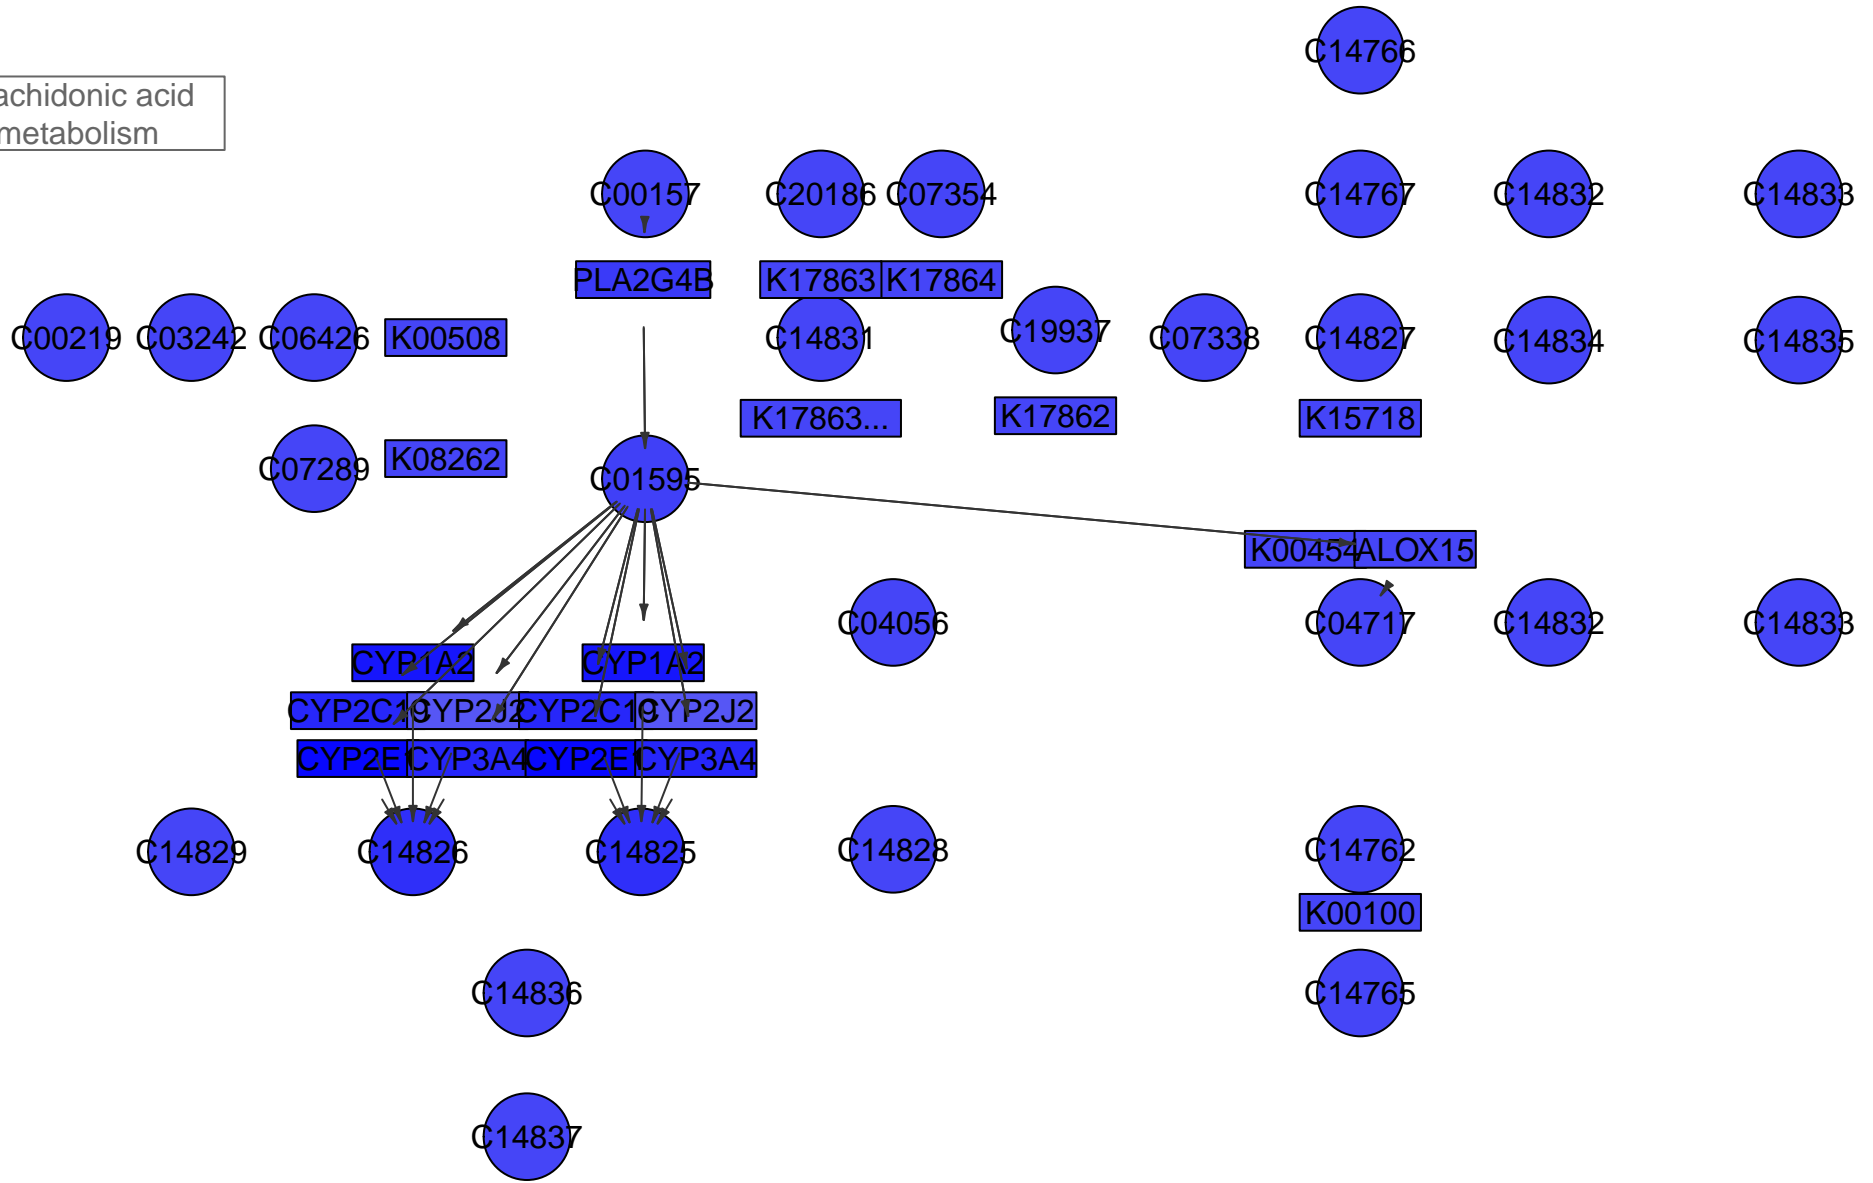 C14766
achidonic acid
metabolism
C00157
C20186
C07354
C14767
C14832
C14833
PLA2G4B
K17863
K17864
C00219
C03242
C06426
K00508
C14831
C19937
C07338
C14827
C14834
C14835
K17863...
K17862
K15718
C07289
K08262
C01595
K00454
ALOX15
C04056
C04717
C14832
C14833
CYP1A2
CYP1A2
CYP2C19
CYP2J2
CYP2C19
CYP2J2
CYP2E1
CYP3A4
CYP2E1
CYP3A4
C14829
C14826
C14825
C14828
C14762
K00100
C14836
C14765
C14837